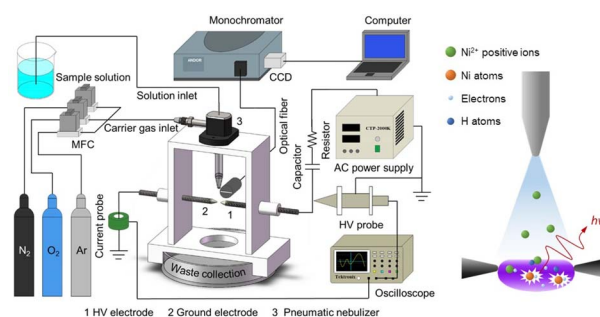 Monochromator
Computer
Ni²⁺ positive ions
Ni atoms
Electrons
H atoms
ANDOR
CCD
Sample solution
Solution inlet
3
Carrier gas inlet
MFC
Optical fiber
Capacitor
Resistor
CTP-2000K
AC power supply
HV probe
Current probe
2
1
N₂
O₂
Ar
Waste collection
Tektronix
Oscilloscope
hν
1 HV electrode 2 Ground electrode 3 Pneumatic nebulizer